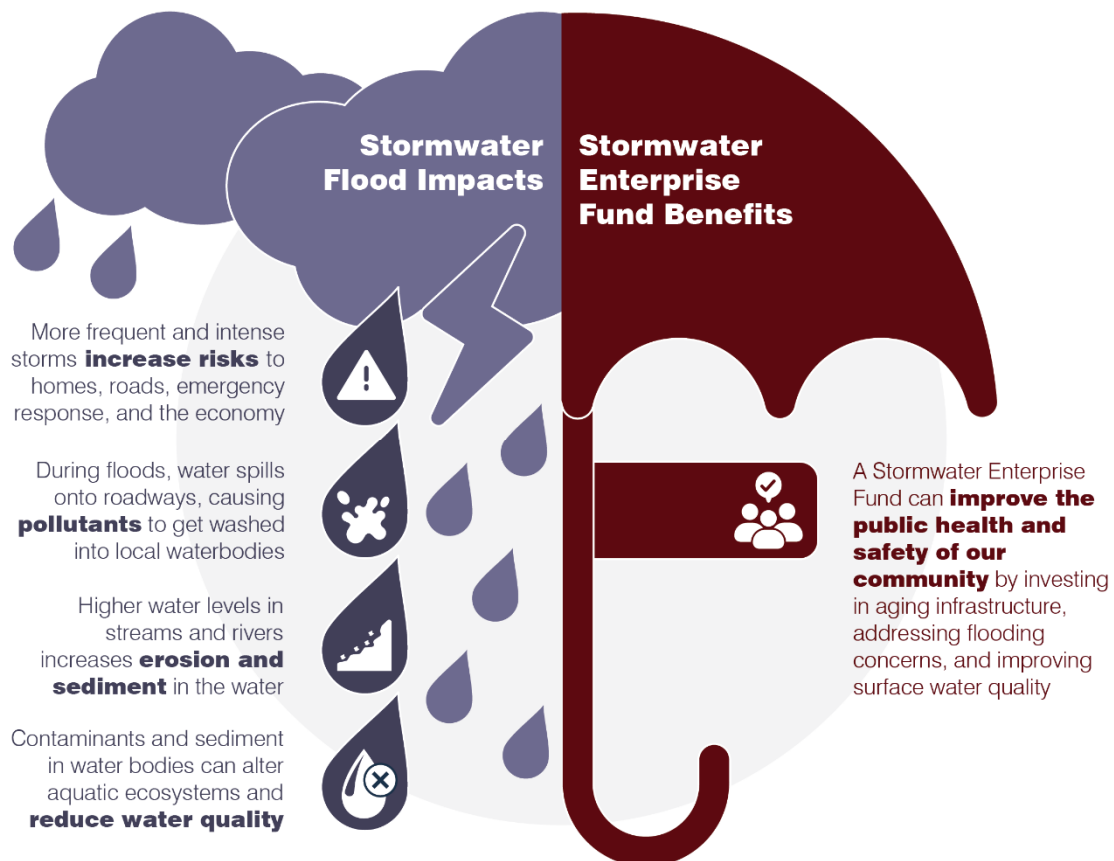 Stormwater
Flood Impacts
Stormwater
Enterprise
Fund Benefits
More frequent and intense
storms increase risks to
homes, roads, emergency
response, and the economy
During floods, water spills
onto roadways, causing
pollutants to get washed
into local waterbodies
Higher water levels in
streams and rivers
increases erosion and
sediment in the water
Contaminants and sediment
in water bodies can alter
aquatic ecosystems and
reduce water quality
A Stormwater Enterprise
Fund can improve the
public health and
safety of our
community by investing
in aging infrastructure,
addressing flooding
concerns, and improving
surface water quality